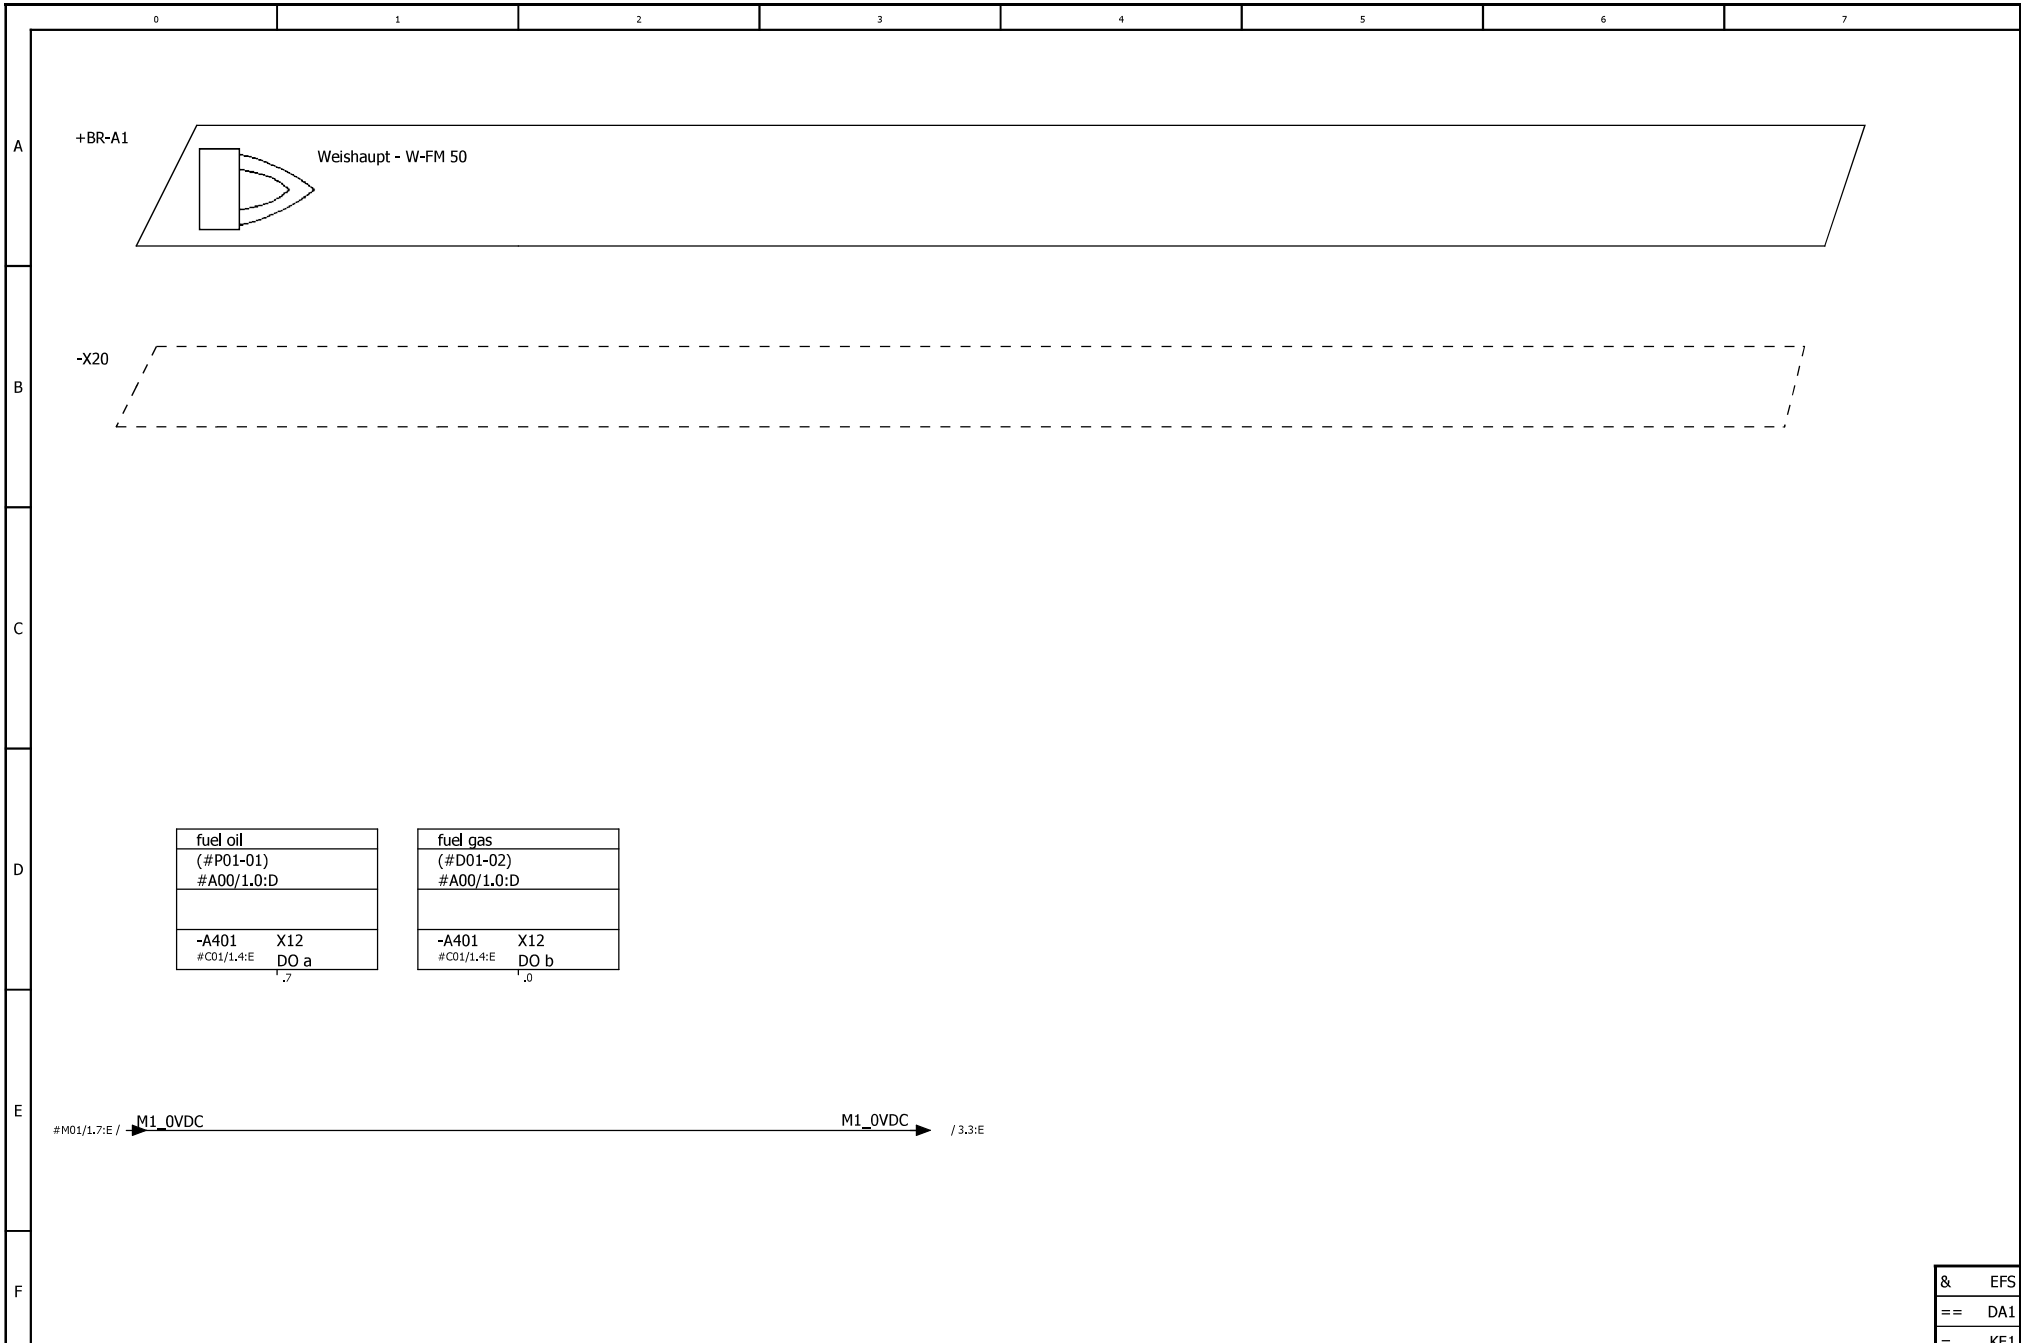 0 1 2 3 4 5 6 7
A
+BR-A1
Weishaupt - W-FM 50
B
-X20
C
D
fuel oil
(#P01-01)
#A00/1.0:D
-A401 X12
#C01/1.4:E DO a
.7
fuel gas
(#D01-02)
#A00/1.0:D
-A401 X12
#C01/1.4:E DO b
.0
E
#M01/1.7:E / M1_0VDC M1_0VDC / 3.3:E
F
& EFS
== DA1